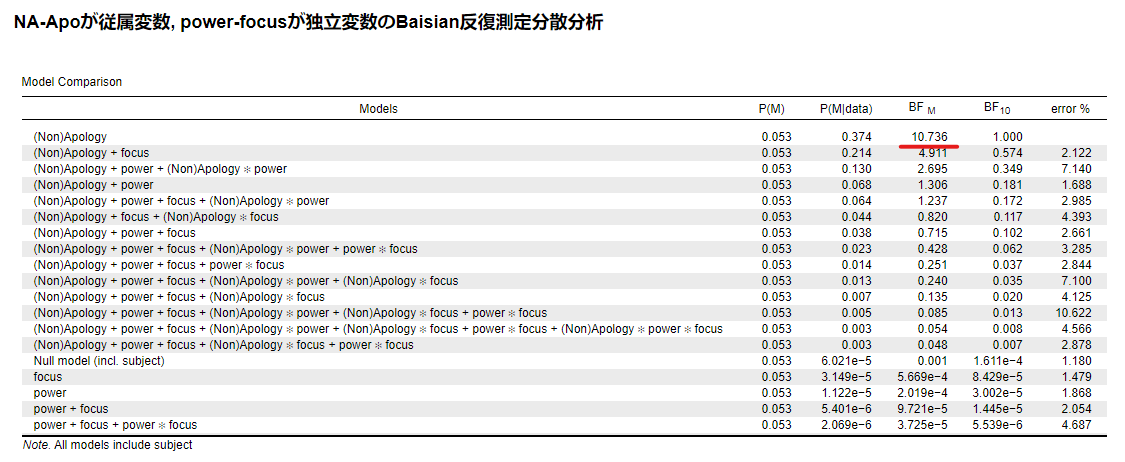 NA-Apoが従属変数, power-focusが独立変数のBaisian反復測定分散分析
Model Comparison
Models P(M) P(M|data) BF M BF10 error %
(Non)Apology 0.053 0.374 10.736 1.000
(Non)Apology + focus 0.053 0.214 4.911 0.574 2.122
(Non)Apology + power + (Non)Apology ✻ power 0.053 0.130 2.695 0.349 7.140
(Non)Apology + power 0.053 0.068 1.306 0.181 1.688
(Non)Apology + power + focus + (Non)Apology ✻ power 0.053 0.064 1.237 0.172 2.985
(Non)Apology + focus + (Non)Apology ✻ focus 0.053 0.044 0.820 0.117 4.393
(Non)Apology + power + focus 0.053 0.038 0.715 0.102 2.661
(Non)Apology + power + focus + (Non)Apology ✻ power + power ✻ focus 0.053 0.023 0.428 0.062 3.285
(Non)Apology + power + focus + power ✻ focus 0.053 0.014 0.251 0.037 2.844
(Non)Apology + power + focus + (Non)Apology ✻ power + (Non)Apology ✻ focus 0.053 0.013 0.240 0.035 7.100
(Non)Apology + power + focus + (Non)Apology ✻ focus 0.053 0.007 0.135 0.020 4.125
(Non)Apology + power + focus + (Non)Apology ✻ power + (Non)Apology ✻ focus + power ✻ focus 0.053 0.005 0.085 0.013 10.622
(Non)Apology + power + focus + (Non)Apology ✻ power + (Non)Apology ✻ focus + power ✻ focus + (Non)Apology ✻ power ✻ focus 0.053 0.003 0.054 0.008 4.566
(Non)Apology + power + focus + (Non)Apology ✻ focus + power ✻ focus 0.053 0.003 0.048 0.007 2.878
Null model (incl. subject) 0.053 6.021e−5 0.001 1.611e−4 1.180
focus 0.053 3.149e−5 5.669e−4 8.429e−5 1.479
power 0.053 1.122e−5 2.019e−4 3.002e−5 1.868
power + focus 0.053 5.401e−6 9.721e−5 1.445e−5 2.054
power + focus + power ✻ focus 0.053 2.069e−6 3.725e−5 5.539e−6 4.687
Note. All models include subject